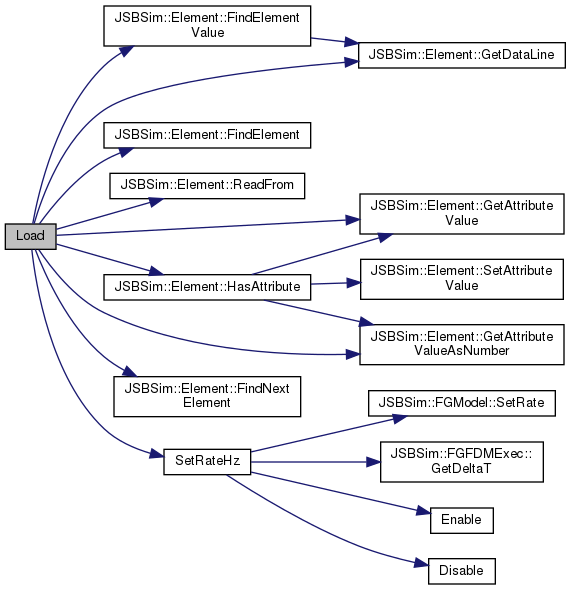 JSBSim::Element::FindElement
Value
JSBSim::Element::GetDataLine
JSBSim::Element::FindElement
JSBSim::Element::ReadFrom
JSBSim::Element::GetAttribute
Value
Load
JSBSim::Element::HasAttribute
JSBSim::Element::SetAttribute
Value
JSBSim::Element::GetAttribute
ValueAsNumber
JSBSim::Element::FindNext
Element
JSBSim::FGModel::SetRate
SetRateHz
JSBSim::FGFDMExec::
GetDeltaT
Enable
Disable